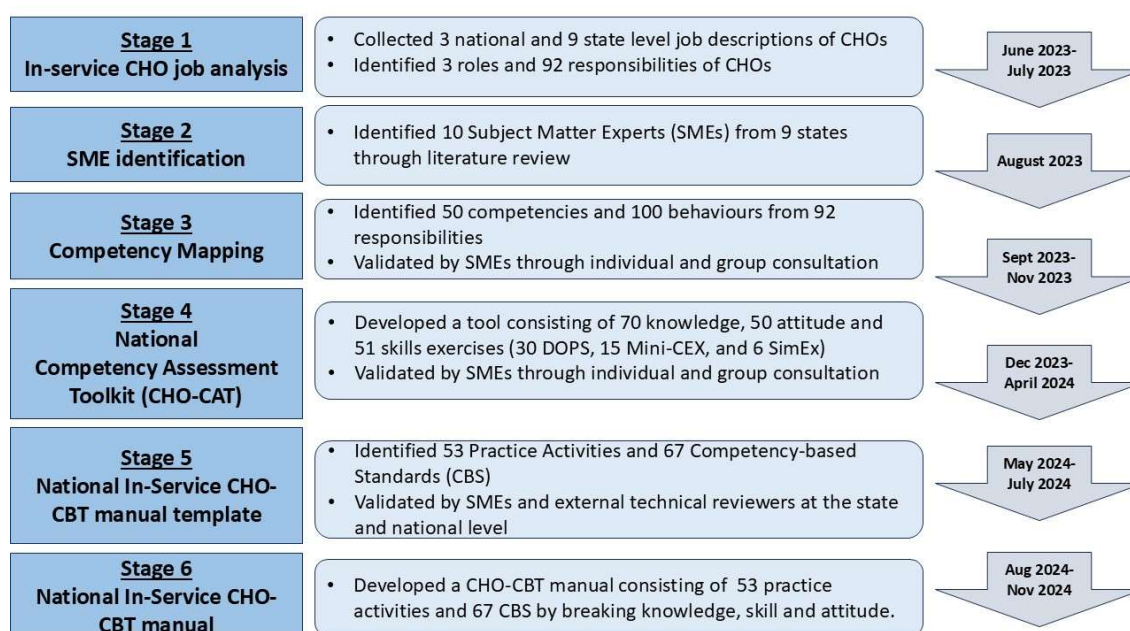 Stage 1
In-service CHO job analysis
• Collected 3 national and 9 state level job descriptions of CHOs
• Identified 3 roles and 92 responsibilities of CHOs
June 2023-
July 2023
Stage 2
SME identification
• Identified 10 Subject Matter Experts (SMEs) from 9 states
through literature review
August 2023
Stage 3
Competency Mapping
• Identified 50 competencies and 100 behaviours from 92
responsibilities
• Validated by SMEs through individual and group consultation
Sept 2023-
Nov 2023
Stage 4
National
Competency Assessment
Toolkit (CHO-CAT)
• Developed a tool consisting of 70 knowledge, 50 attitude and
51 skills exercises (30 DOPS, 15 Mini-CEX, and 6 SimEx)
• Validated by SMEs through individual and group consultation
Dec 2023-
April 2024
Stage 5
National In-Service CHO-
CBT manual template
• Identified 53 Practice Activities and 67 Competency-based
Standards (CBS)
• Validated by SMEs and external technical reviewers at the state
and national level
May 2024-
July 2024
Stage 6
National In-Service CHO-
CBT manual
• Developed a CHO-CBT manual consisting of 53 practice
activities and 67 CBS by breaking knowledge, skill and attitude.
Aug 2024-
Nov 2024